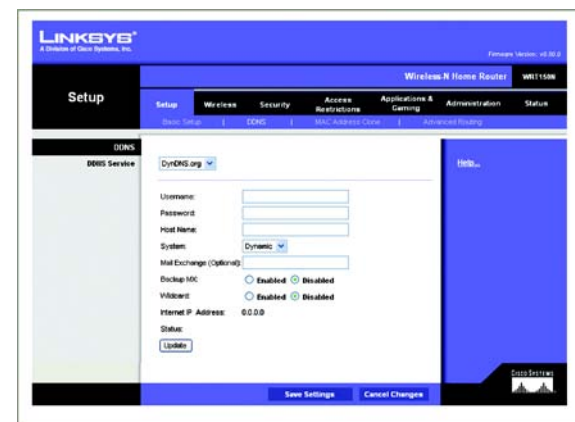 LINKSYS®
A Division of Cisco Systems, Inc.
Firmware Version: v0.00.0
Wireless-N Home Router WRT150N
Setup
Setup Wireless Security Access Restrictions Applications & Gaming Administration Status
Basic Setup | DDNS | MAC Address Clone | Advanced Routing
DDNS
DDNS Service
DynDNS.org
Help...
Username:
Password:
Host Name:
System: Dynamic
Mail Exchange (Optional):
Backup MX: Enabled Disabled
Wildcard: Enabled Disabled
Internet IP Address: 0.0.0.0
Status:
Update
Save Settings Cancel Changes
CISCO SYSTEMS